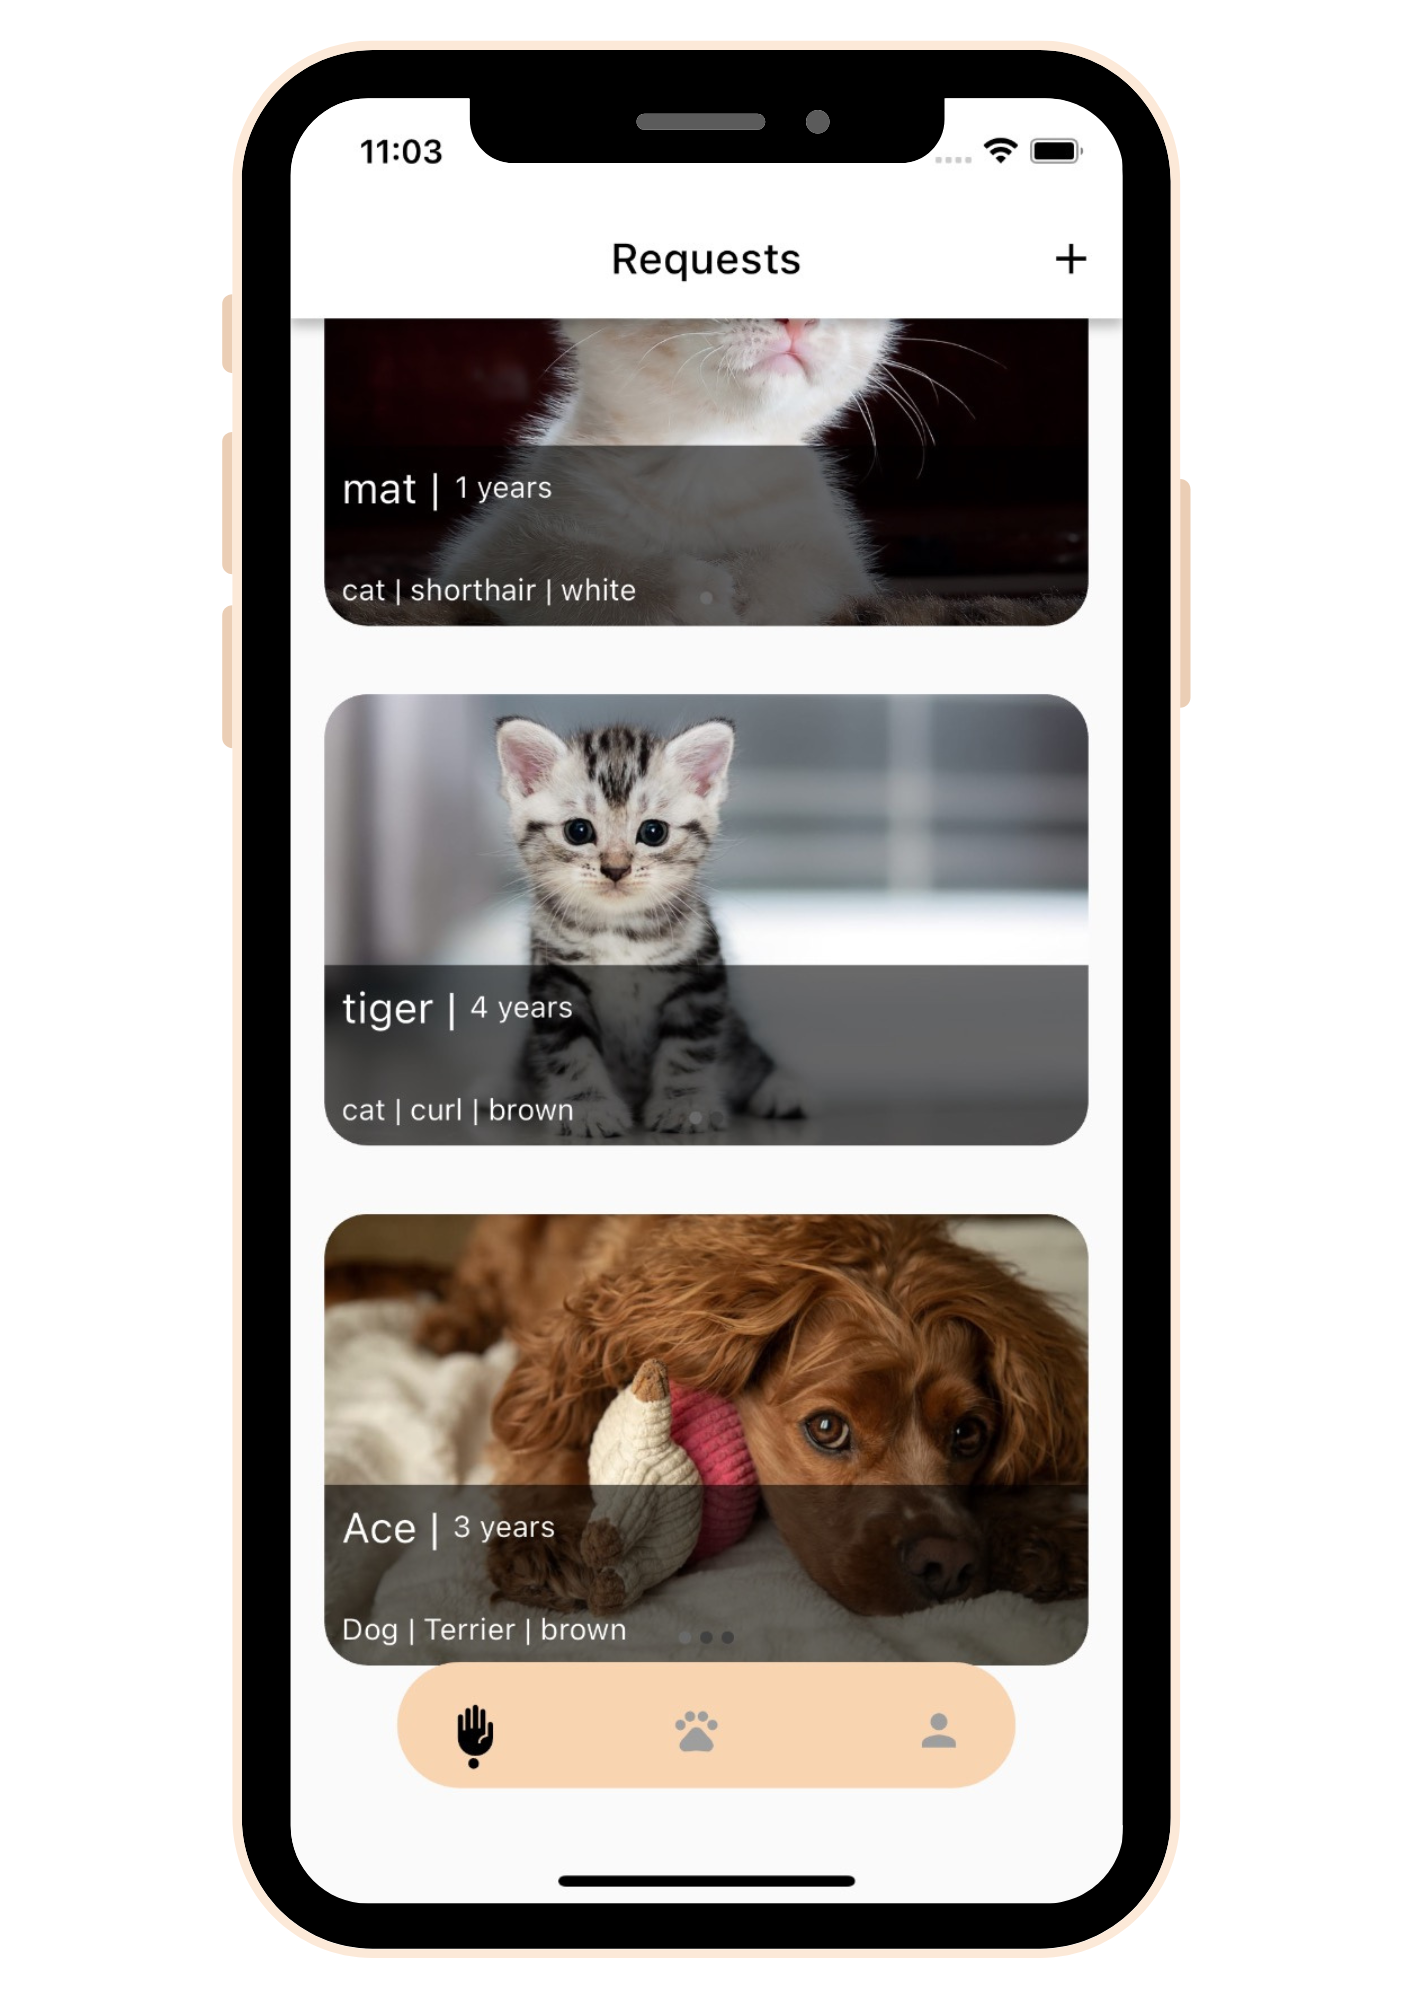 11:03
Requests
mat | 1 years
cat | shorthair | white
tiger | 4 years
cat | curl | brown
Ace | 3 years
Dog | Terrier | brown